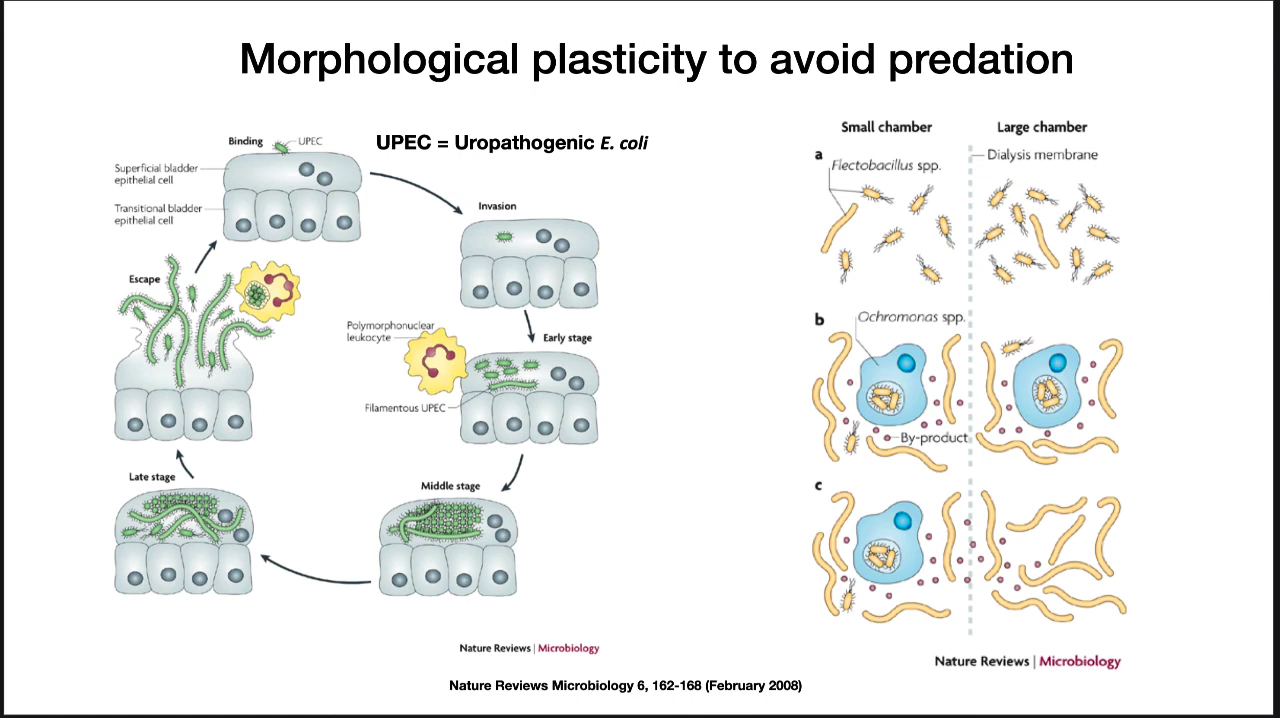 Morphological plasticity to avoid predation
Binding
UPEC
UPEC = Uropathogenic E. coli
Superficial bladder
epithelial cell
Transitional bladder
epithelial cell
Invasion
Escape
Polymorphonuclear
leukocyte
Early stage
Filamentous UPEC
Late stage
Middle stage
Nature Reviews | Microbiology
Small chamber
Large chamber
a
Flectobacillus spp.
Dialysis membrane
b
Ochromonas spp.
By-product
c
Nature Reviews | Microbiology
Nature Reviews Microbiology 6, 162-168 (February 2008)